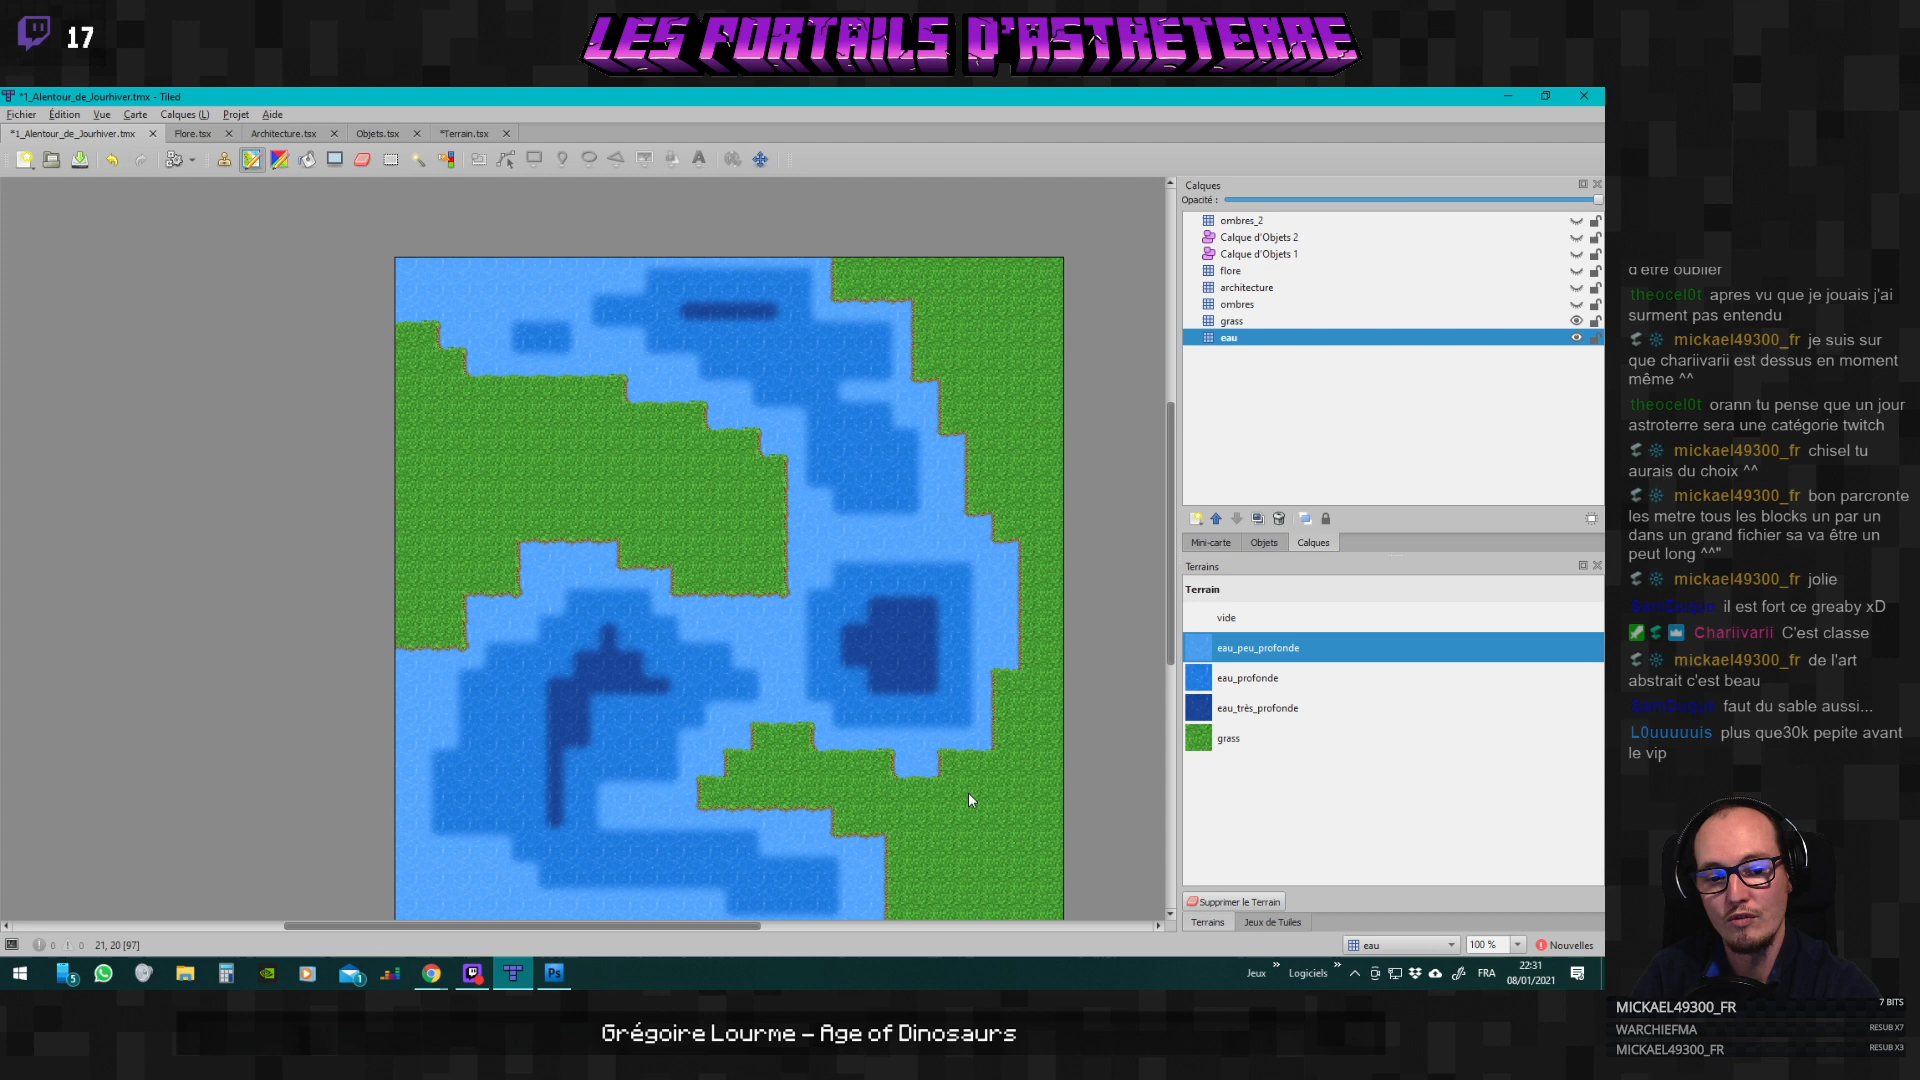 17
LES PORTAILS D'ASTRETERRE
*1_Alentour_de_Jourhiver.tmx - Tiled
Fichier Édition Vue Carte Calques (L) Projet Aide
*1_Alentour_de_Jourhiver.tmx Flore.tsx Architecture.tsx Objets.tsx *Terrain.tsx
Calques
Opacité :
ombres_2
Calque d'Objets 2
Calque d'Objets 1
flore
architecture
ombres
grass
eau
Mini-carte Objets Calques
Terrains
Terrain
vide
eau_peu_profonde
eau_profonde
eau_très_profonde
grass
Supprimer le Terrain
Terrains Jeux de Tuiles
0 0 21, 20 [97]
eau 100 % Nouvelles
5 1 Ps
Jeux » Logiciels » FRA
22:31
08/01/2021
d'être oublier
theocel0t apres vu que je jouais j'ai
surment pas entendu
mickael49300_fr je suis sur
que chariivarii est dessus en moment
même ^^
theocel0t orann tu pense que un jour
astroterre sera une catégorie twitch
mickael49300_fr chisel tu
aurais du choix ^^
mickael49300_fr bon parcronte
les metre tous les blocks un par un
dans un grand fichier sa va être un
peut long ^^"
mickael49300_fr jolie
il est fort ce greaby xD
Chariivarii C'est classe
mickael49300_fr de l'art
abstrait c'est beau
faut du sable aussi...
L0uuuuuis plus que30k pepite avant
le vip
MICKAEL49300_FR 7 BITS
WARCHIEFMA RESUB X7
MICKAEL49300_FR RESUB X3
Grégoire Lourme – Age of Dinosaurs